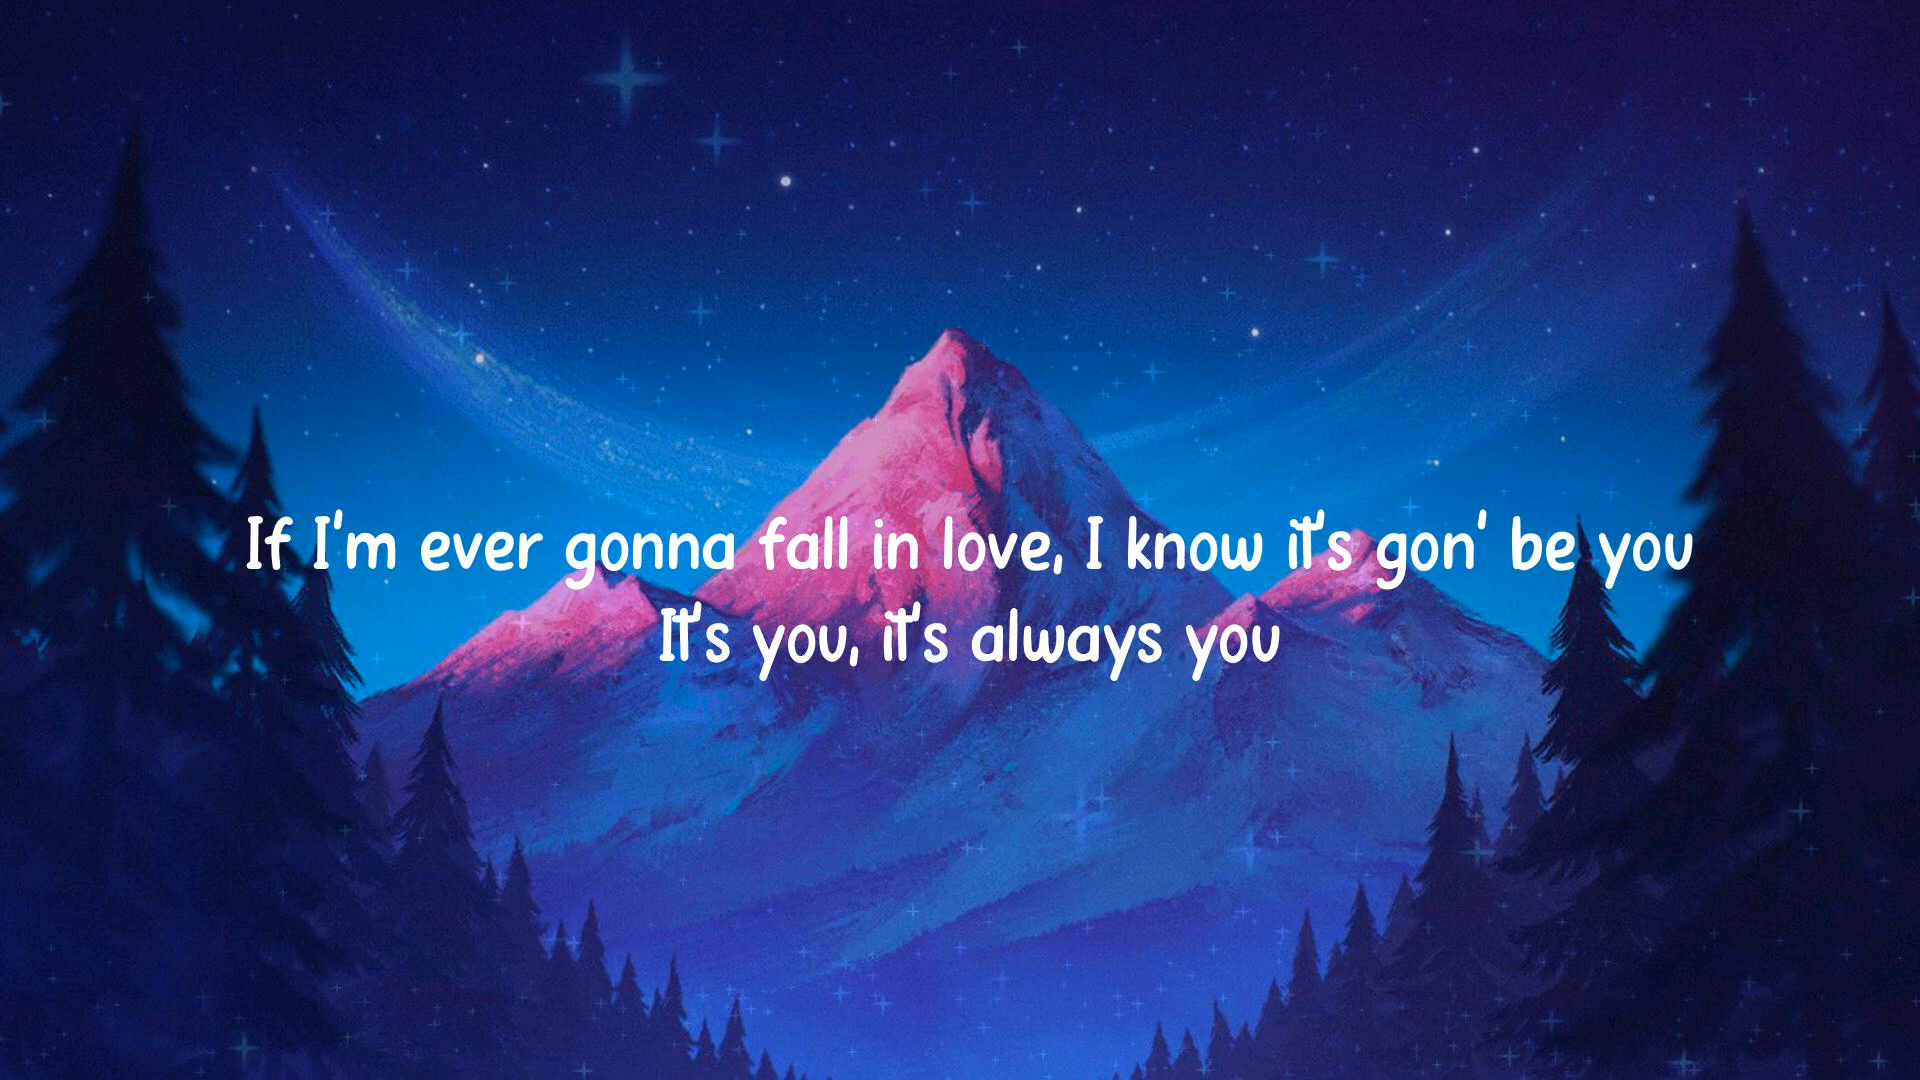 If I'm ever gonna fall in love, I know it's gon' be you
It's you, it's always you